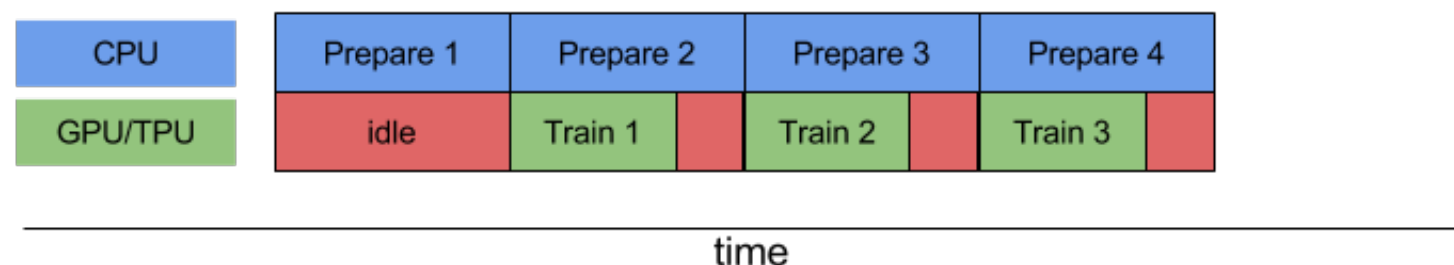 CPU Prepare 1 Prepare 2 Prepare 3 Prepare 4
GPU/TPU idle Train 1 Train 2 Train 3
time